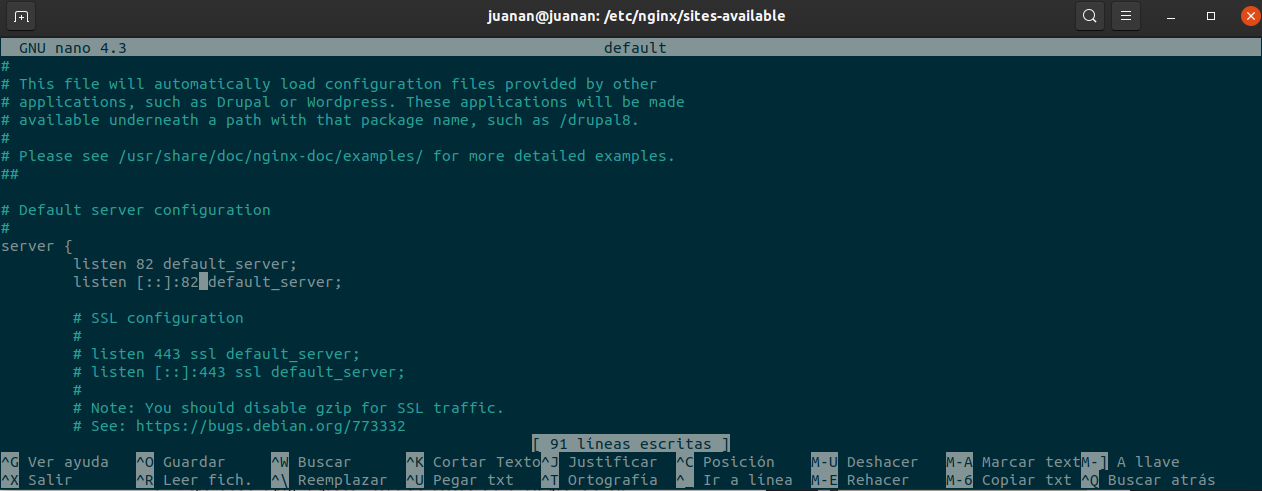 juanan@juanan: /etc/nginx/sites-available
GNU nano 4.3 default
#
# This file will automatically load configuration files provided by other
# applications, such as Drupal or Wordpress. These applications will be made
# available underneath a path with that package name, such as /drupal8.
#
# Please see /usr/share/doc/nginx-doc/examples/ for more detailed examples.
##
# Default server configuration
#
server {
listen 82 default_server;
listen [::]:82 default_server;
# SSL configuration
#
# listen 443 ssl default_server;
# listen [::]:443 ssl default_server;
#
# Note: You should disable gzip for SSL traffic.
# See: https://bugs.debian.org/773332
[ 91 líneas escritas ]
^G Ver ayuda ^O Guardar ^W Buscar ^K Cortar Texto ^J Justificar ^C Posición M-U Deshacer M-A Marcar text M-] A llave
^X Salir ^R Leer fich. ^\ Reemplazar ^U Pegar txt ^T Ortografía ^_ Ir a línea M-E Rehacer M-6 Copiar txt ^Q Buscar atrás